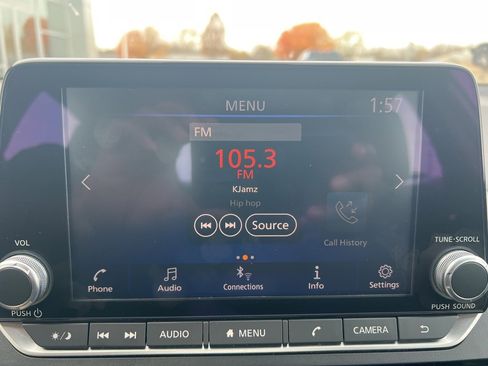 MENU 1:57
FM
105.3
FM
KJamz
Hip hop
Source
Call History
VOL
TUNE·SCROLL
Phone Audio Connections Info Settings
PUSH
PUSH SOUND
AUDIO MENU CAMERA